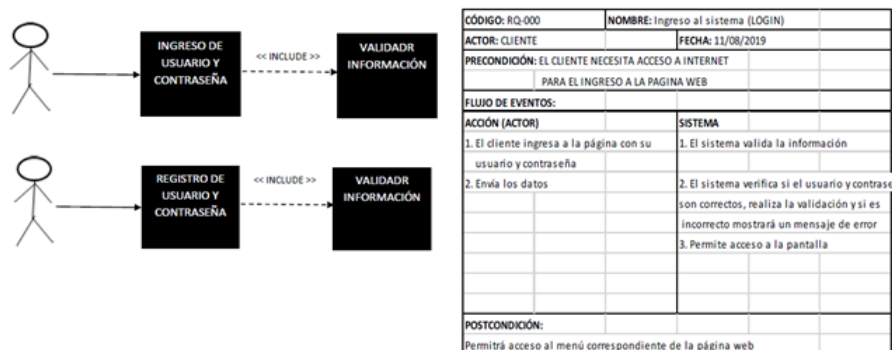 INGRESO DE
USUARIO Y
CONTRASEÑA
<< INCLUDE >>
VALIDADR
INFORMACIÓN
REGISTRO DE
USUARIO Y
CONTRASEÑA
<< INCLUDE >>
VALIDADR
INFORMACIÓN
CÓDIGO: RQ-000 NOMBRE: Ingreso al sistema (LOGIN)
ACTOR: CLIENTE FECHA: 11/08/2019
PRECONDICIÓN: EL CLIENTE NECESITA ACCESO A INTERNET
PARA EL INGRESO A LA PAGINA WEB
FLUJO DE EVENTOS:
ACCIÓN (ACTOR) SISTEMA
1. El cliente ingresa a la página con su 1. El sistema valida la información
usuario y contraseña
2. Envía los datos 2. El sistema verifica si el usuario y contrase
son correctos, realiza la validación y si es
incorrecto mostrará un mensaje de error
3. Permite acceso a la pantalla
POSTCONDICIÓN:
Permitrá acceso al menú correspondiente de la página web